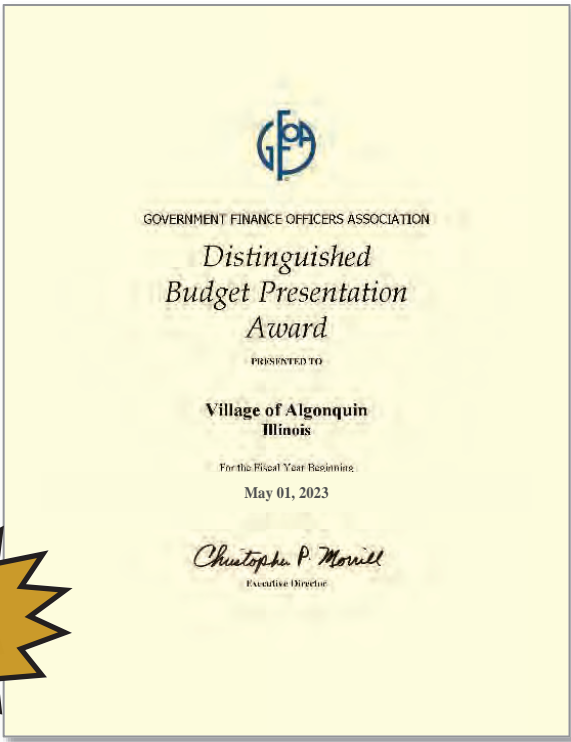 GFOA
GOVERNMENT FINANCE OFFICERS ASSOCIATION
Distinguished
Budget Presentation
Award
PRESENTED TO
Village of Algonquin
Illinois
For the Fiscal Year Beginning
May 01, 2023
Christopher P. Morrill
Executive Director